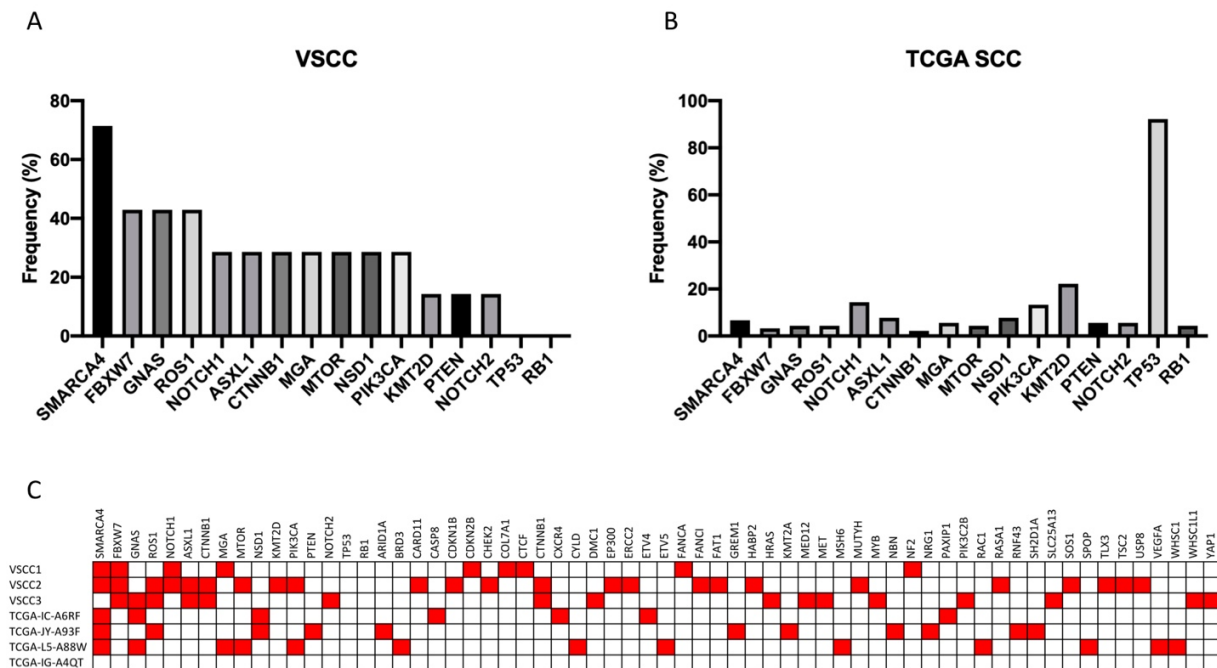 A
B
VSCC
TCGA SCC
Frequency (%)
80
60
40
20
0
SMARCA4
FBXW7
GNAS
ROS1
NOTCH1
ASXL1
CTNNB1
MGA
MTOR
NSD1
PIK3CA
KMT2D
PTEN
NOTCH2
TP53
RB1
Frequency (%)
100
80
60
40
20
0
SMARCA4
FBXW7
GNAS
ROS1
NOTCH1
ASXL1
CTNNB1
MGA
MTOR
NSD1
PIK3CA
KMT2D
PTEN
NOTCH2
TP53
RB1
C
SMARCA4
FBXW7
GNAS
ROS1
NOTCH1
ASXL1
CTNNB1
MGA
MTOR
NSD1
KMT2D
PIK3CA
PTEN
NOTCH2
TP53
RB1
ARID1A
BRD3
CARD11
CASP8
CDKN1B
CDKN2B
CHEK2
COL7A1
CTCF
CTNNB1
CXCR4
CYLD
DMC1
EP300
ERCC2
ETV4
ETV5
FANCA
FANCI
FAT1
GREM1
HABP2
HRAS
KMT2A
MED12
MET
MSH6
MUTYH
MYB
NBN
NF2
NRG1
PAXIP1
PIK3C2B
RAC1
RASA1
RNF43
SH2D1A
SLC25A13
SOS1
SPOP
TLX3
TSC2
USP8
VEGFA
WHSC1
WHSC1L1
YAP1
VSCC1
VSCC2
VSCC3
TCGA-IC-A6RF
TCGA-JY-A93F
TCGA-L5-A88W
TCGA-IG-A4QT